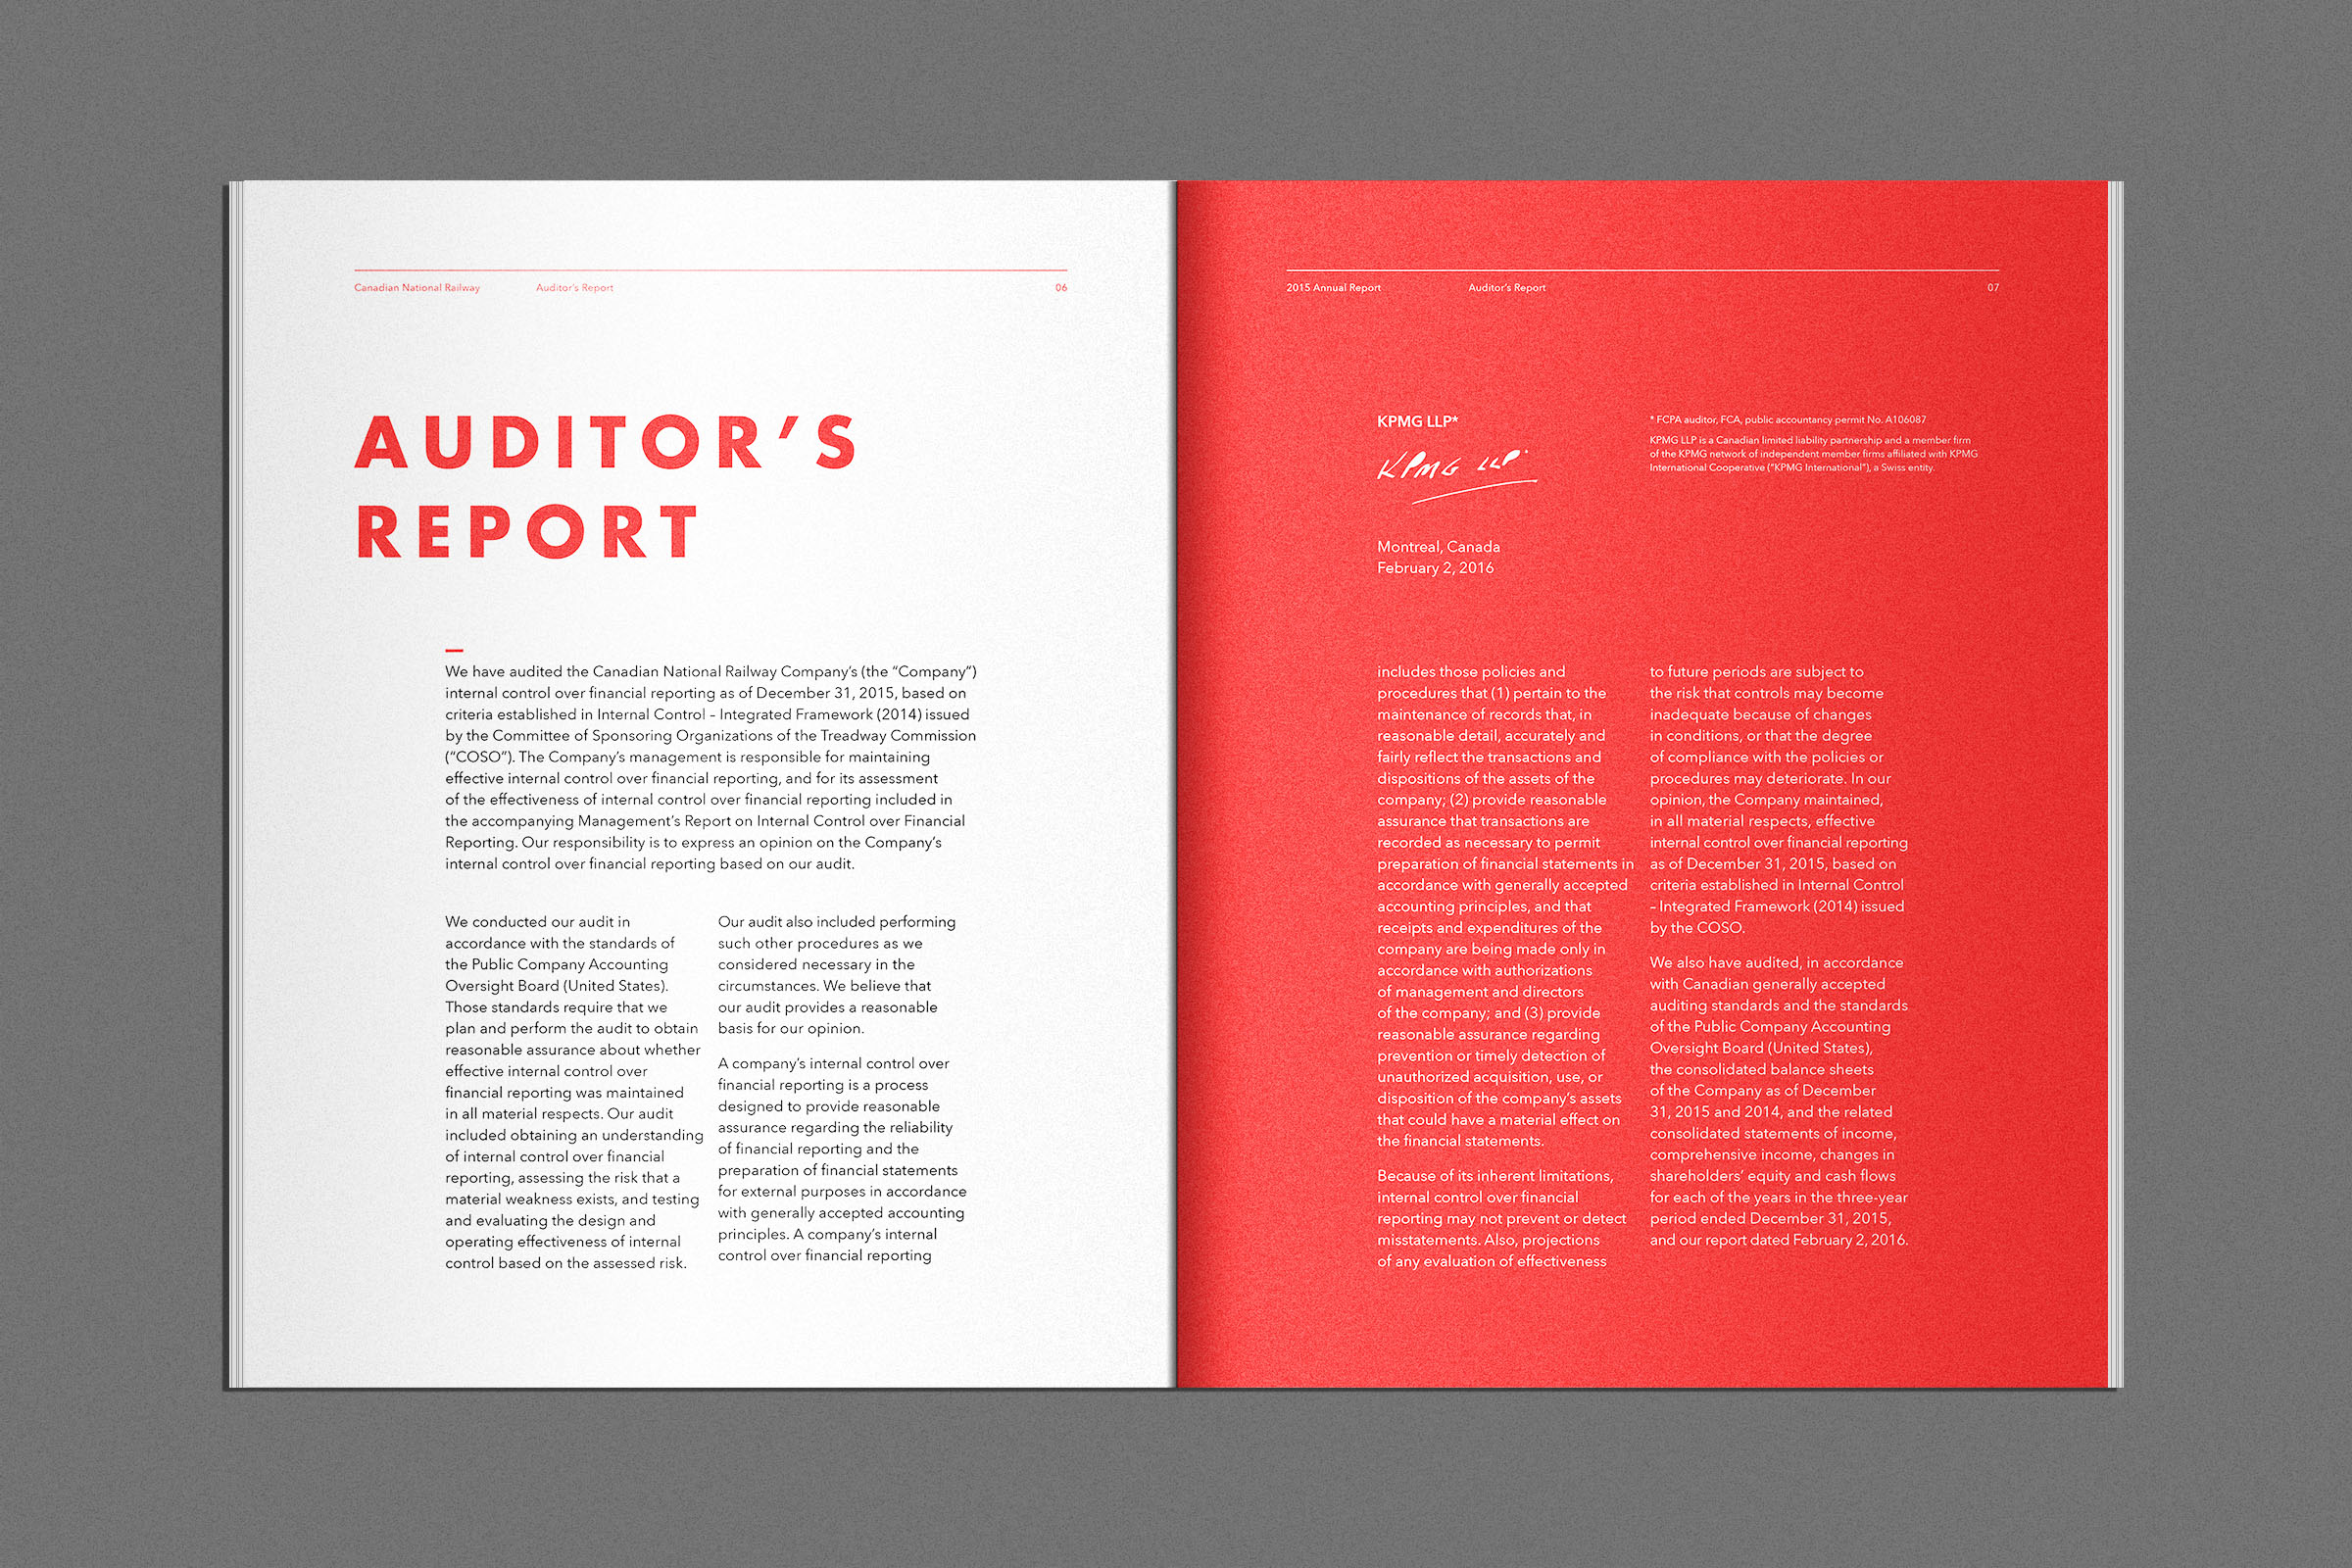 Canadian National Railway
Auditor's Report
06
AUDITOR'S
REPORT
We have audited the Canadian National Railway Company's (the “Company”)
internal control over financial reporting as of December 31, 2015, based on
criteria established in Internal Control – Integrated Framework (2014) issued
by the Committee of Sponsoring Organizations of the Treadway Commission
(“COSO”). The Company's management is responsible for maintaining
effective internal control over financial reporting, and for its assessment
of the effectiveness of internal control over financial reporting included in
the accompanying Management's Report on Internal Control over Financial
Reporting. Our responsibility is to express an opinion on the Company's
internal control over financial reporting based on our audit.
We conducted our audit in
accordance with the standards of
the Public Company Accounting
Oversight Board (United States).
Those standards require that we
plan and perform the audit to obtain
reasonable assurance about whether
effective internal control over
financial reporting was maintained
in all material respects. Our audit
included obtaining an understanding
of internal control over financial
reporting, assessing the risk that a
material weakness exists, and testing
and evaluating the design and
operating effectiveness of internal
control based on the assessed risk.
Our audit also included performing
such other procedures as we
considered necessary in the
circumstances. We believe that
our audit provides a reasonable
basis for our opinion.
A company's internal control over
financial reporting is a process
designed to provide reasonable
assurance regarding the reliability
of financial reporting and the
preparation of financial statements
for external purposes in accordance
with generally accepted accounting
principles. A company's internal
control over financial reporting
2015 Annual Report
Auditor's Report
07
KPMG LLP*
KPMG LLP.
Montreal, Canada
February 2, 2016
* FCPA auditor, FCA, public accountancy permit No. A106087
KPMG LLP is a Canadian limited liability partnership and a member firm
of the KPMG network of independent member firms affiliated with KPMG
International Cooperative (“KPMG International”), a Swiss entity.
includes those policies and
procedures that (1) pertain to the
maintenance of records that, in
reasonable detail, accurately and
fairly reflect the transactions and
dispositions of the assets of the
company; (2) provide reasonable
assurance that transactions are
recorded as necessary to permit
preparation of financial statements in
accordance with generally accepted
accounting principles, and that
receipts and expenditures of the
company are being made only in
accordance with authorizations
of management and directors
of the company; and (3) provide
reasonable assurance regarding
prevention or timely detection of
unauthorized acquisition, use, or
disposition of the company's assets
that could have a material effect on
the financial statements.
Because of its inherent limitations,
internal control over financial
reporting may not prevent or detect
misstatements. Also, projections
of any evaluation of effectiveness
to future periods are subject to
the risk that controls may become
inadequate because of changes
in conditions, or that the degree
of compliance with the policies or
procedures may deteriorate. In our
opinion, the Company maintained,
in all material respects, effective
internal control over financial reporting
as of December 31, 2015, based on
criteria established in Internal Control
– Integrated Framework (2014) issued
by the COSO.
We also have audited, in accordance
with Canadian generally accepted
auditing standards and the standards
of the Public Company Accounting
Oversight Board (United States),
the consolidated balance sheets
of the Company as of December
31, 2015 and 2014, and the related
consolidated statements of income,
comprehensive income, changes in
shareholders' equity and cash flows
for each of the years in the three-year
period ended December 31, 2015,
and our report dated February 2, 2016.